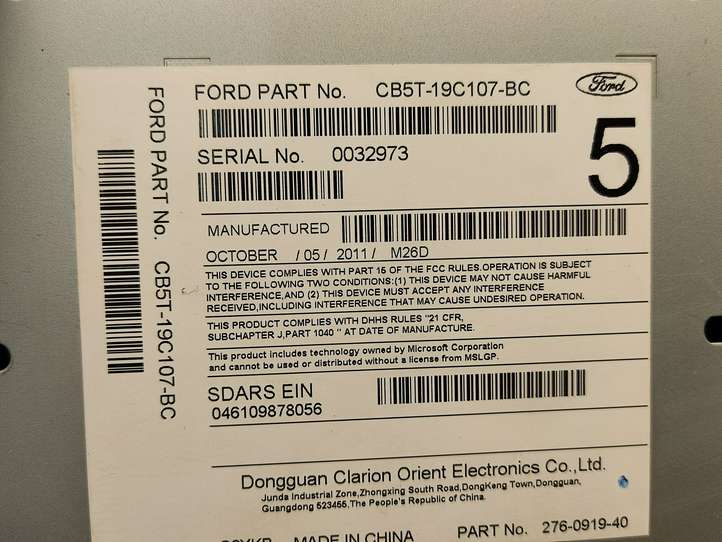 FORD PART No. CB5T-19C107-BC
Ford
SERIAL No. 0032973
5
MANUFACTURED
OCTOBER / 05 / 2011 / M26D
THIS DEVICE COMPLIES WITH PART 15 OF THE FCC RULES.OPERATION IS SUBJECT
TO THE FOLLOWING TWO CONDITIONS:(1) THIS DEVICE MAY NOT CAUSE HARMFUL
INTERFERENCE,AND (2) THIS DEVICE MUST ACCEPT ANY INTERFERENCE
RECEIVED,INCLUDING INTERFERENCE THAT MAY CAUSE UNDESIRED OPERATION.
THIS PRODUCT COMPLIES WITH DHHS RULES "21 CFR,
SUBCHAPTER J,PART 1040 " AT DATE OF MANUFACTURE.
This product includes technology owned by Microsoft Corporation
and cannot be used or distributed without a license from MSLGP.
SDARS EIN
046109878056
Dongguan Clarion Orient Electronics Co.,Ltd.
Junda Industrial Zone,Zhongxing South Road,DongKeng Town,Dongguan,
Guangdong 523455,The People's Republic of China.
MADE IN CHINA PART No. 276-0919-40
FORD PART No. CB5T-19C107-BC